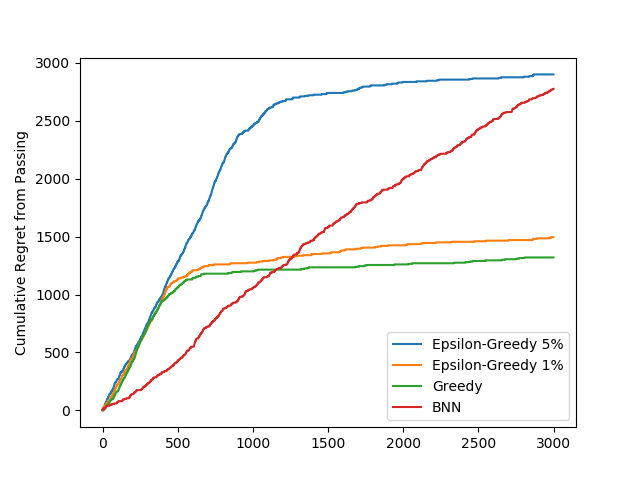 3000
2500
2000
1500
1000
500
0
Cumulative Regret from Passing
Epsilon-Greedy 5%
Epsilon-Greedy 1%
Greedy
BNN
0 500 1000 1500 2000 2500 3000